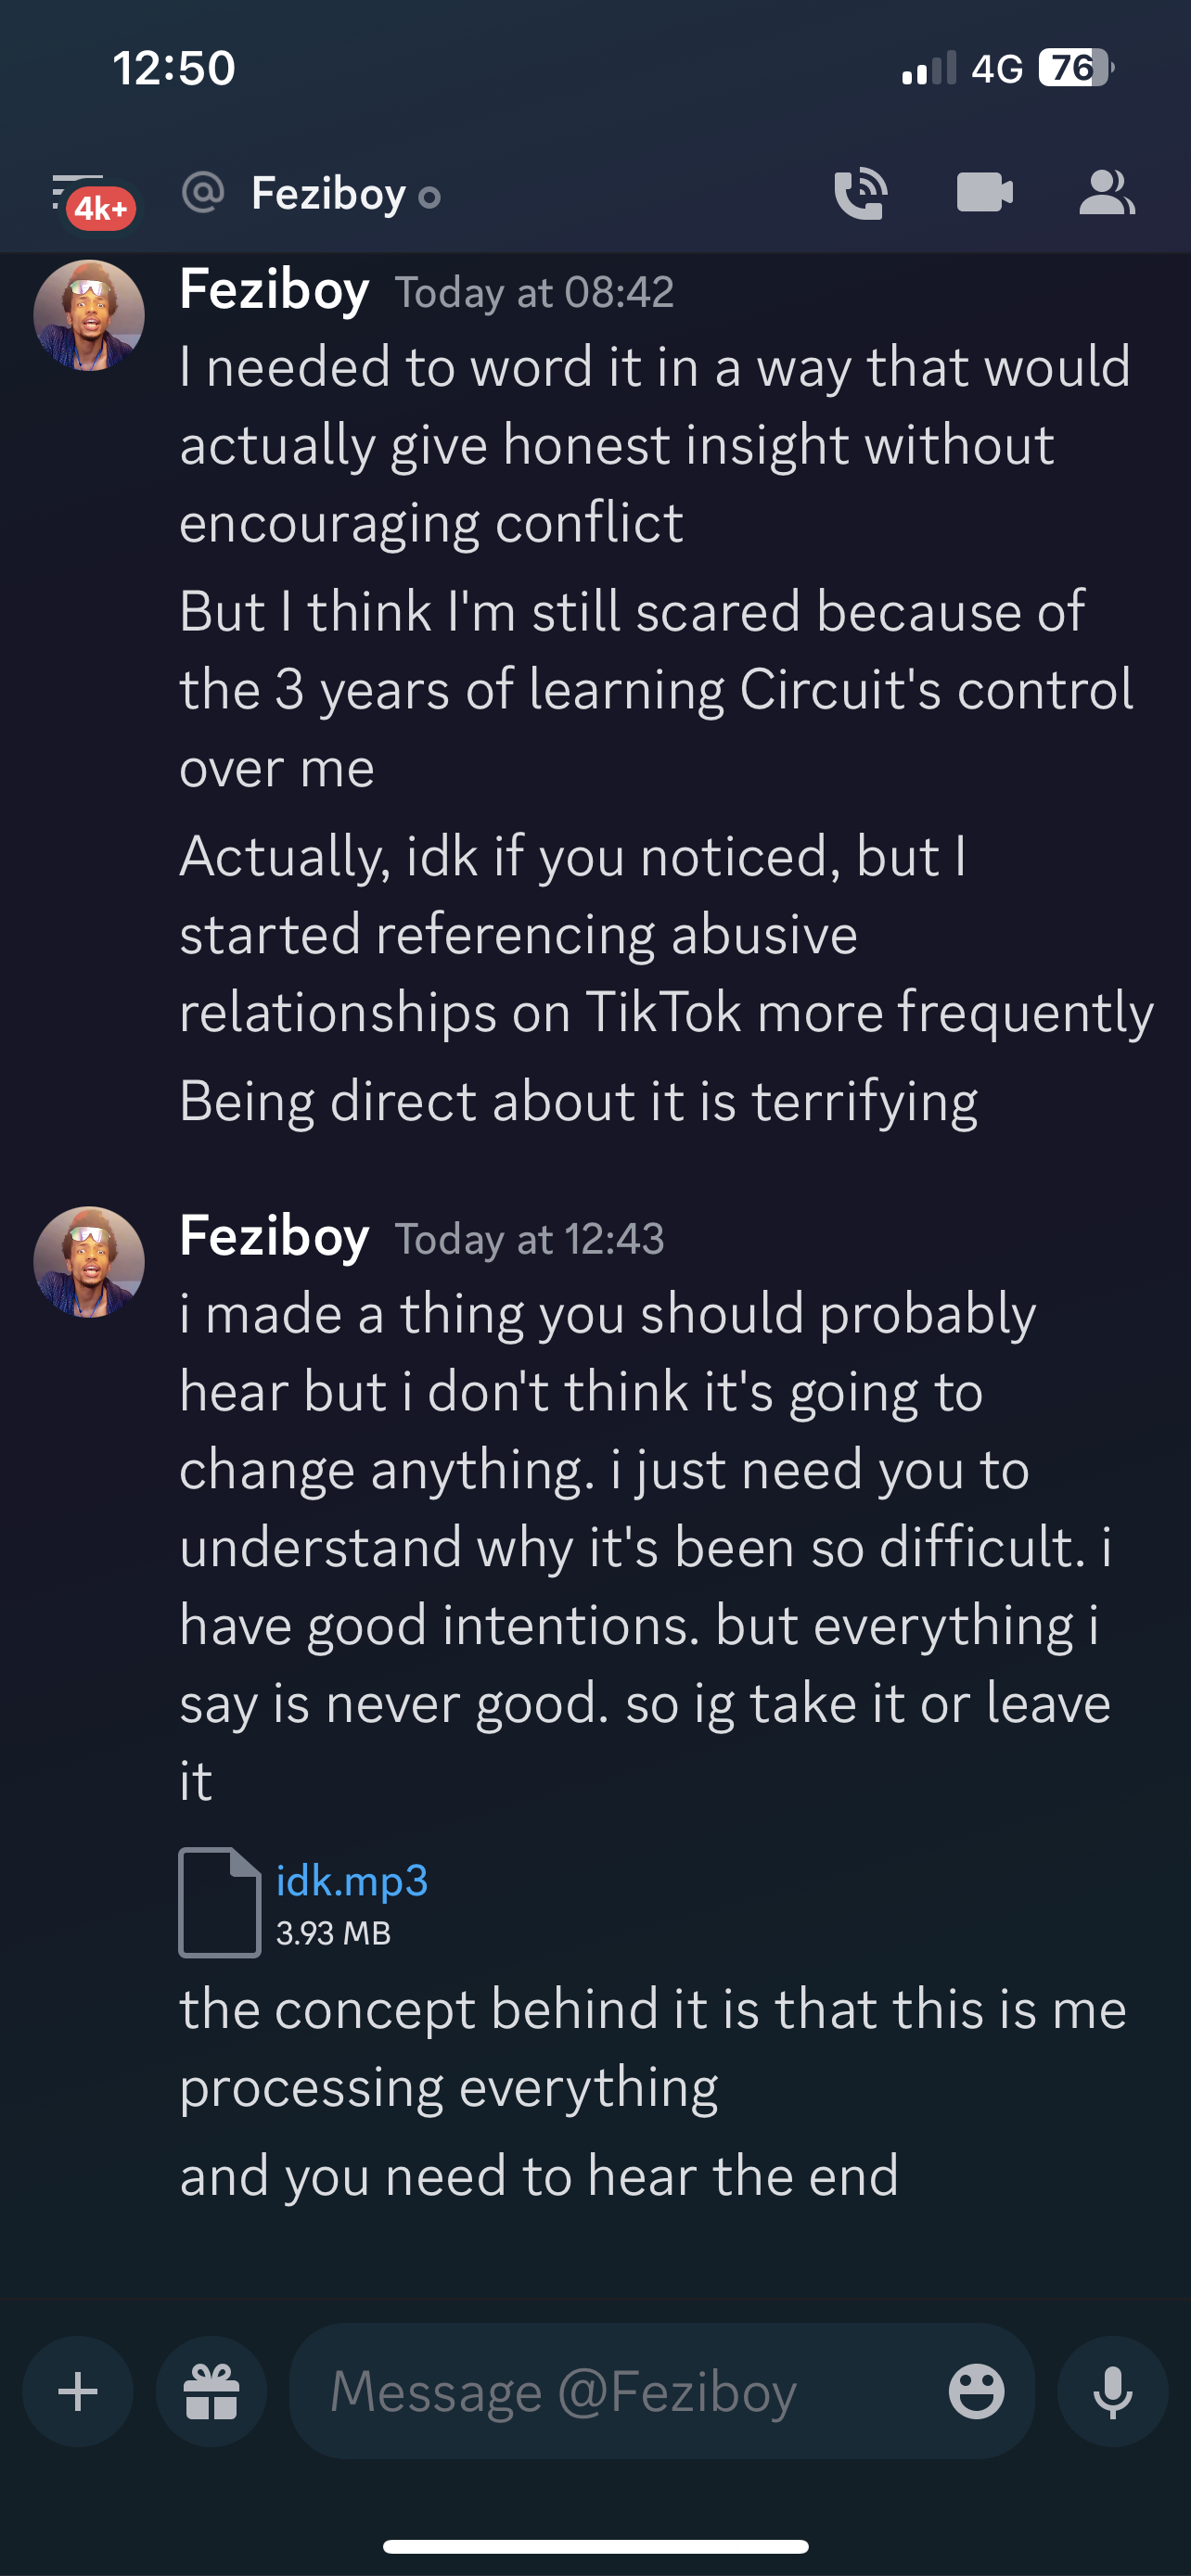 12:50
4G 76
4k+
Feziboy
Feziboy Today at 08:42
I needed to word it in a way that would
actually give honest insight without
encouraging conflict
But I think I'm still scared because of
the 3 years of learning Circuit's control
over me
Actually, idk if you noticed, but I
started referencing abusive
relationships on TikTok more frequently
Being direct about it is terrifying
Feziboy Today at 12:43
i made a thing you should probably
hear but i don't think it's going to
change anything. i just need you to
understand why it's been so difficult. i
have good intentions. but everything i
say is never good. so ig take it or leave
it
idk.mp3
3.93 MB
the concept behind it is that this is me
processing everything
and you need to hear the end
Message @Feziboy